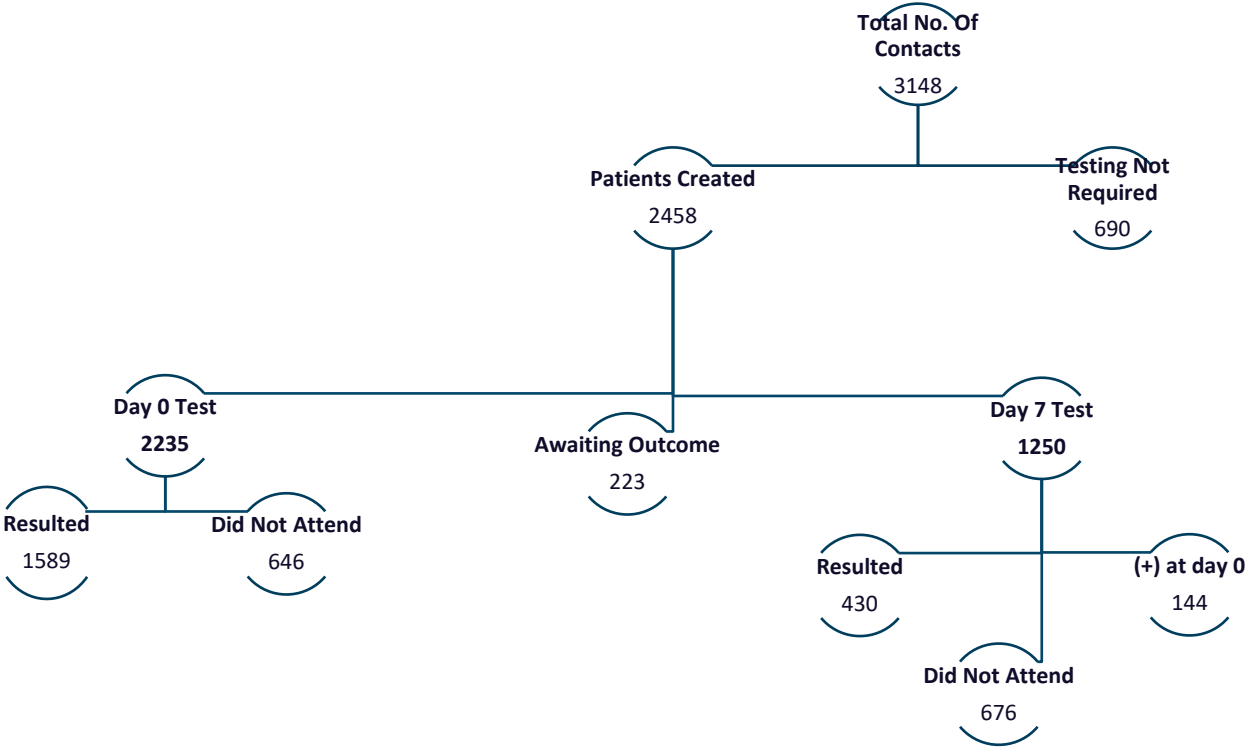 Total No. Of
Contacts
3148
Patients Created
2458
Testing Not
Required
690
Day 0 Test
2235
Awaiting Outcome
223
Day 7 Test
1250
Resulted
1589
Did Not Attend
646
Resulted
430
(+) at day 0
144
Did Not Attend
676